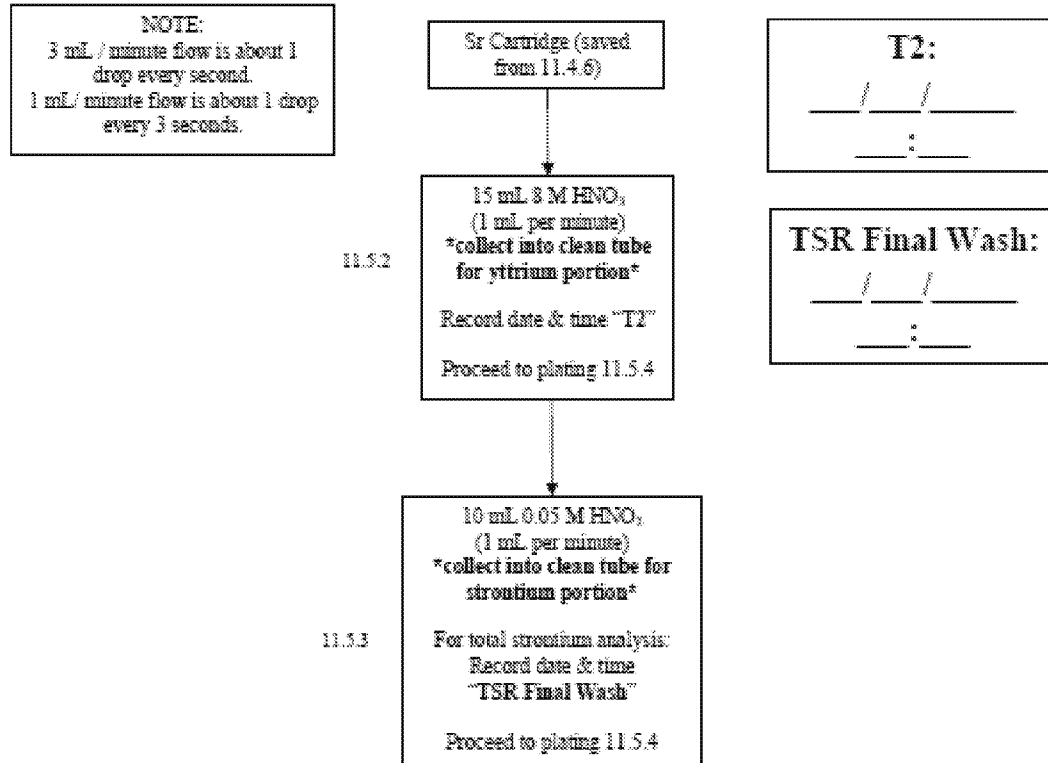 NOTE:
3 mL / minute flow is about 1
drop every second.
1 mL/ minute flow is about 1 drop
every 3 seconds.
Sr Cartridge (saved
from 11.4.6)
T2:
___/___/_____
___:___
TSR Final Wash:
___/___/_____
___:___
11.5.2
15 mL 8 M HNO₃
(1 mL per minute)
*collect into clean tube
for yttrium portion*
Record date & time "T2"
Proceed to plating 11.5.4
11.5.3
10 mL 0.05 M HNO₃
(1 mL per minute)
*collect into clean tube for
strontium portion*
For total strontium analysis:
Record date & time
"TSR Final Wash"
Proceed to plating 11.5.4